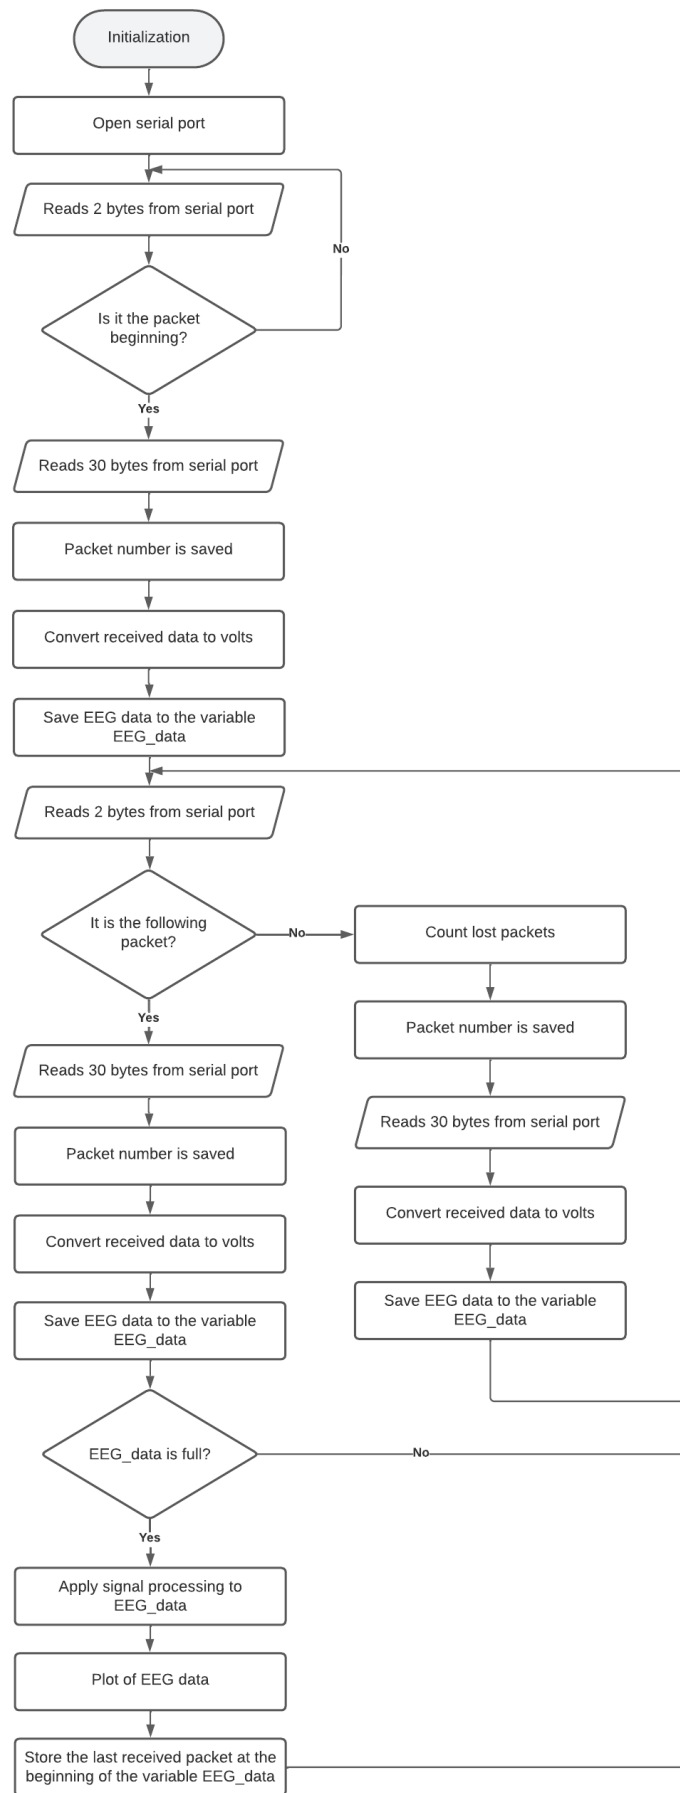 Initialization
Open serial port
Reads 2 bytes from serial port
No
Is it the packet
beginning?
Yes
Reads 30 bytes from serial port
Packet number is saved
Convert received data to volts
Save EEG data to the variable
EEG_data
Reads 2 bytes from serial port
It is the following
packet?
No
Count lost packets
Yes
Packet number is saved
Reads 30 bytes from serial port
Reads 30 bytes from serial port
Packet number is saved
Convert received data to volts
Convert received data to volts
Save EEG data to the variable
EEG_data
Save EEG data to the variable
EEG_data
EEG_data is full?
No
Yes
Apply signal processing to
EEG_data
Plot of EEG data
Store the last received packet at the
beginning of the variable EEG_data